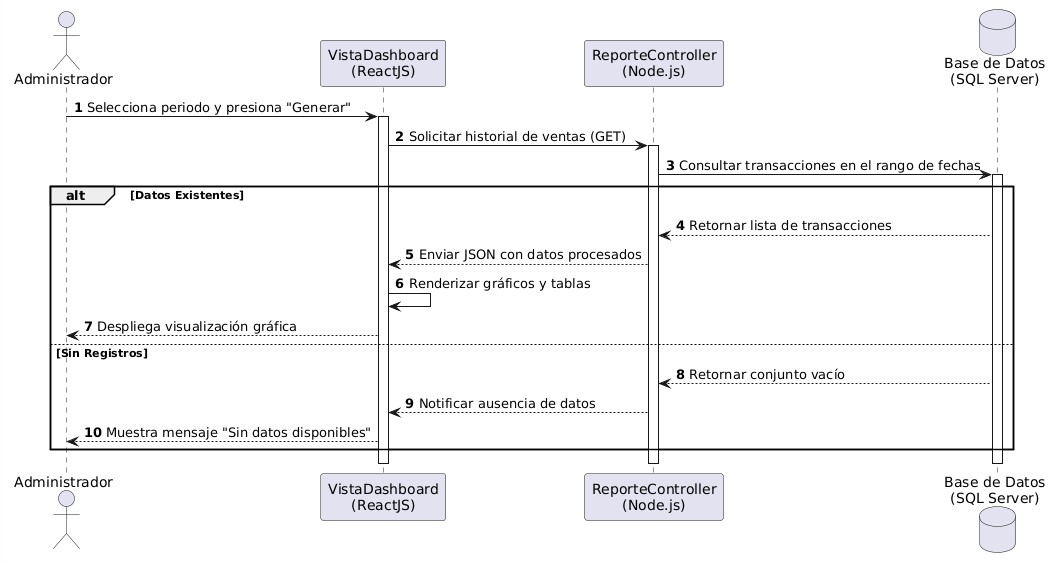 Administrador
VistaDashboard
(ReactJS)
ReporteController
(Node.js)
Base de Datos
(SQL Server)
1 Selecciona periodo y presiona "Generar"
2 Solicitar historial de ventas (GET)
3 Consultar transacciones en el rango de fechas
alt [Datos Existentes]
4 Retornar lista de transacciones
5 Enviar JSON con datos procesados
6 Renderizar gráficos y tablas
7 Despliega visualización gráfica
[Sin Registros]
8 Retornar conjunto vacío
9 Notificar ausencia de datos
10 Muestra mensaje "Sin datos disponibles"
Administrador
VistaDashboard
(ReactJS)
ReporteController
(Node.js)
Base de Datos
(SQL Server)